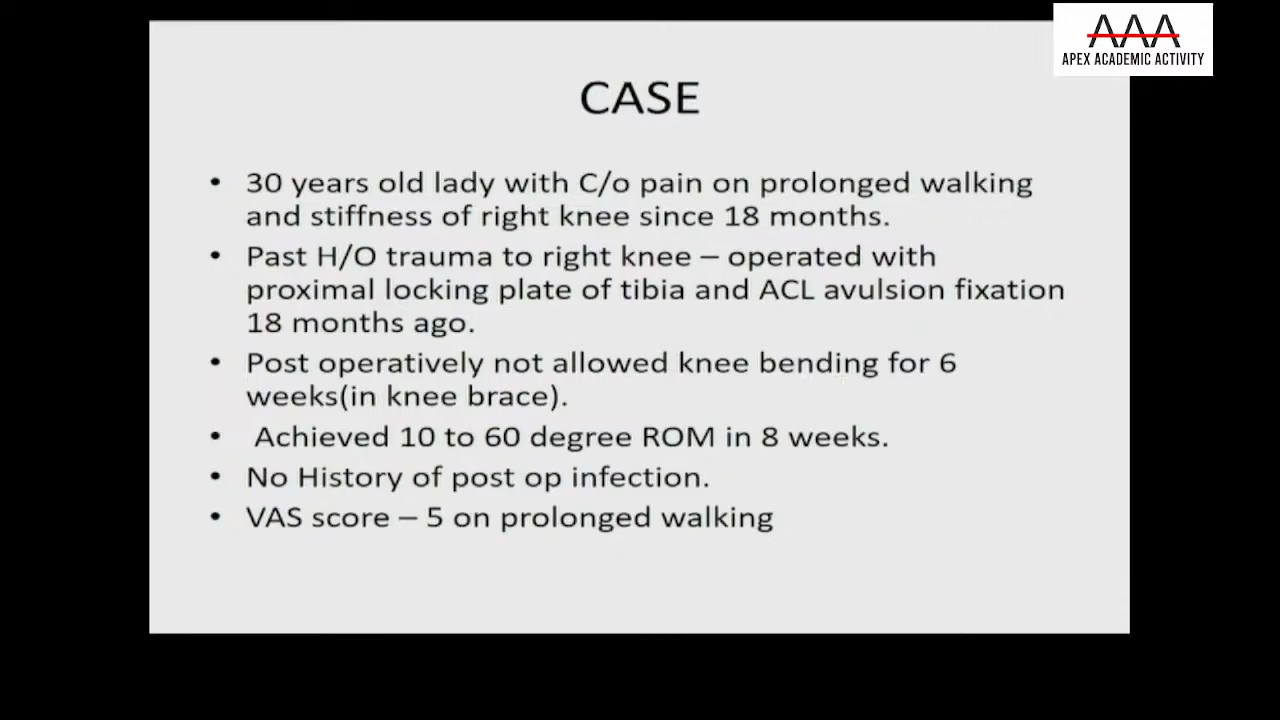 AAA
APEX ACADEMIC ACTIVITY
CASE
• 30 years old lady with C/o pain on prolonged walking
and stiffness of right knee since 18 months.
• Past H/O trauma to right knee – operated with
proximal locking plate of tibia and ACL avulsion fixation
18 months ago.
• Post operatively not allowed knee bending for 6
weeks(in knee brace).
• Achieved 10 to 60 degree ROM in 8 weeks.
• No History of post op infection.
• VAS score – 5 on prolonged walking